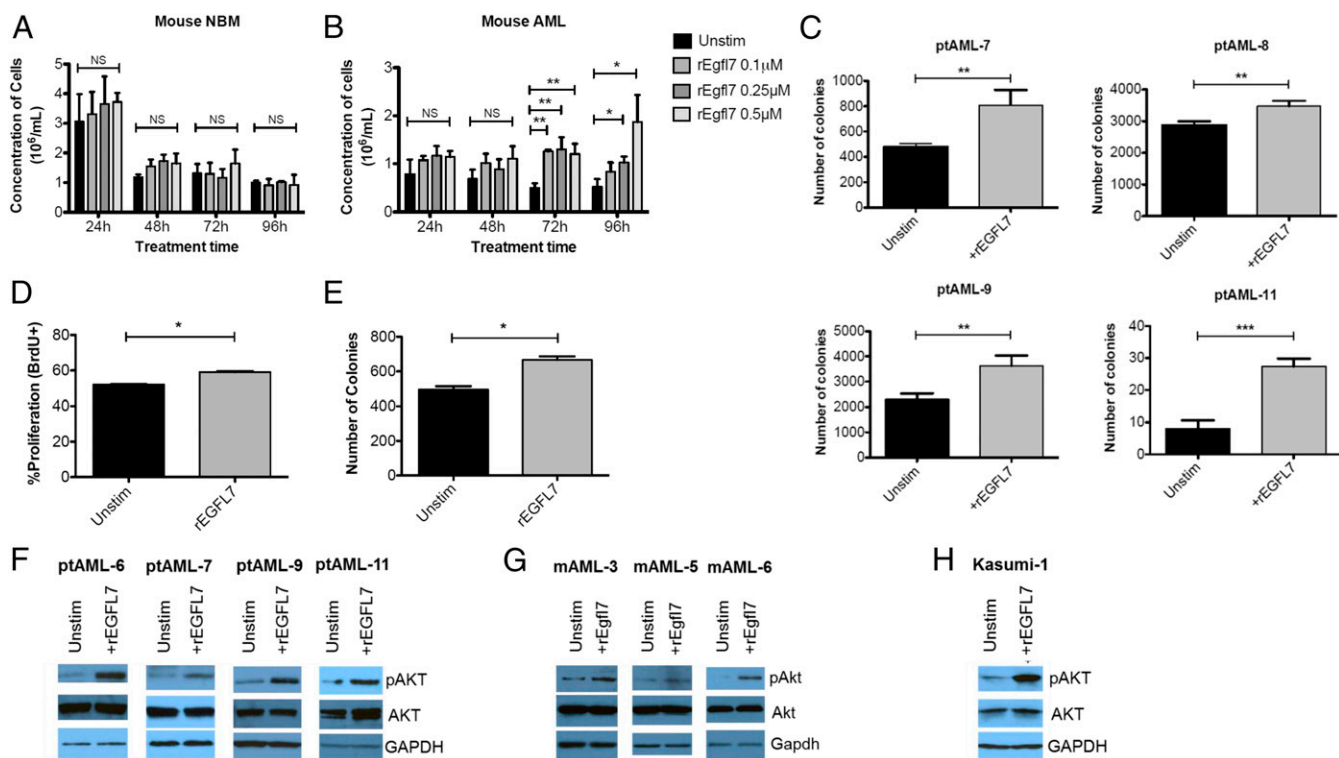 A
Mouse NBM
Concentration of Cells
(10⁶/mL)
5
4
3
2
1
0
NS
NS
NS
NS
24h
48h
72h
96h
Treatment time
B
Mouse AML
Concentration of Cells
(10⁶/mL)
4
3
2
1
0
NS
NS
**
**
**
*
*
24h
48h
72h
96h
Treatment time
Unstim
rEgfl7 0.1µM
rEgfl7 0.25µM
rEgfl7 0.5µM
C
ptAML-7
Number of colonies
1000
800
600
400
200
0
**
Unstim
+rEGFL7
ptAML-8
Number of colonies
5000
4000
3000
2000
1000
0
**
Unstim
+rEGFL7
ptAML-9
Number of colonies
5000
4000
3000
2000
1000
0
**
Unstim
+rEGFL7
ptAML-11
Number of colonies
40
30
20
10
0
***
Unstim
+rEGFL7
D
%Proliferation (BrdU+)
80
60
40
20
0
*
Unstim
rEGFL7
E
Number of Colonies
800
600
400
200
0
*
Unstim
rEGFL7
F
ptAML-6 ptAML-7 ptAML-9 ptAML-11
Unstim +rEGFL7 Unstim +rEGFL7 Unstim +rEGFL7 Unstim +rEGFL7
pAKT
AKT
GAPDH
G
mAML-3 mAML-5 mAML-6
Unstim +rEgfl7 Unstim +rEgfl7 Unstim +rEgfl7
pAkt
Akt
Gapdh
H
Kasumi-1
Unstim +rEGFL7
pAKT
AKT
GAPDH